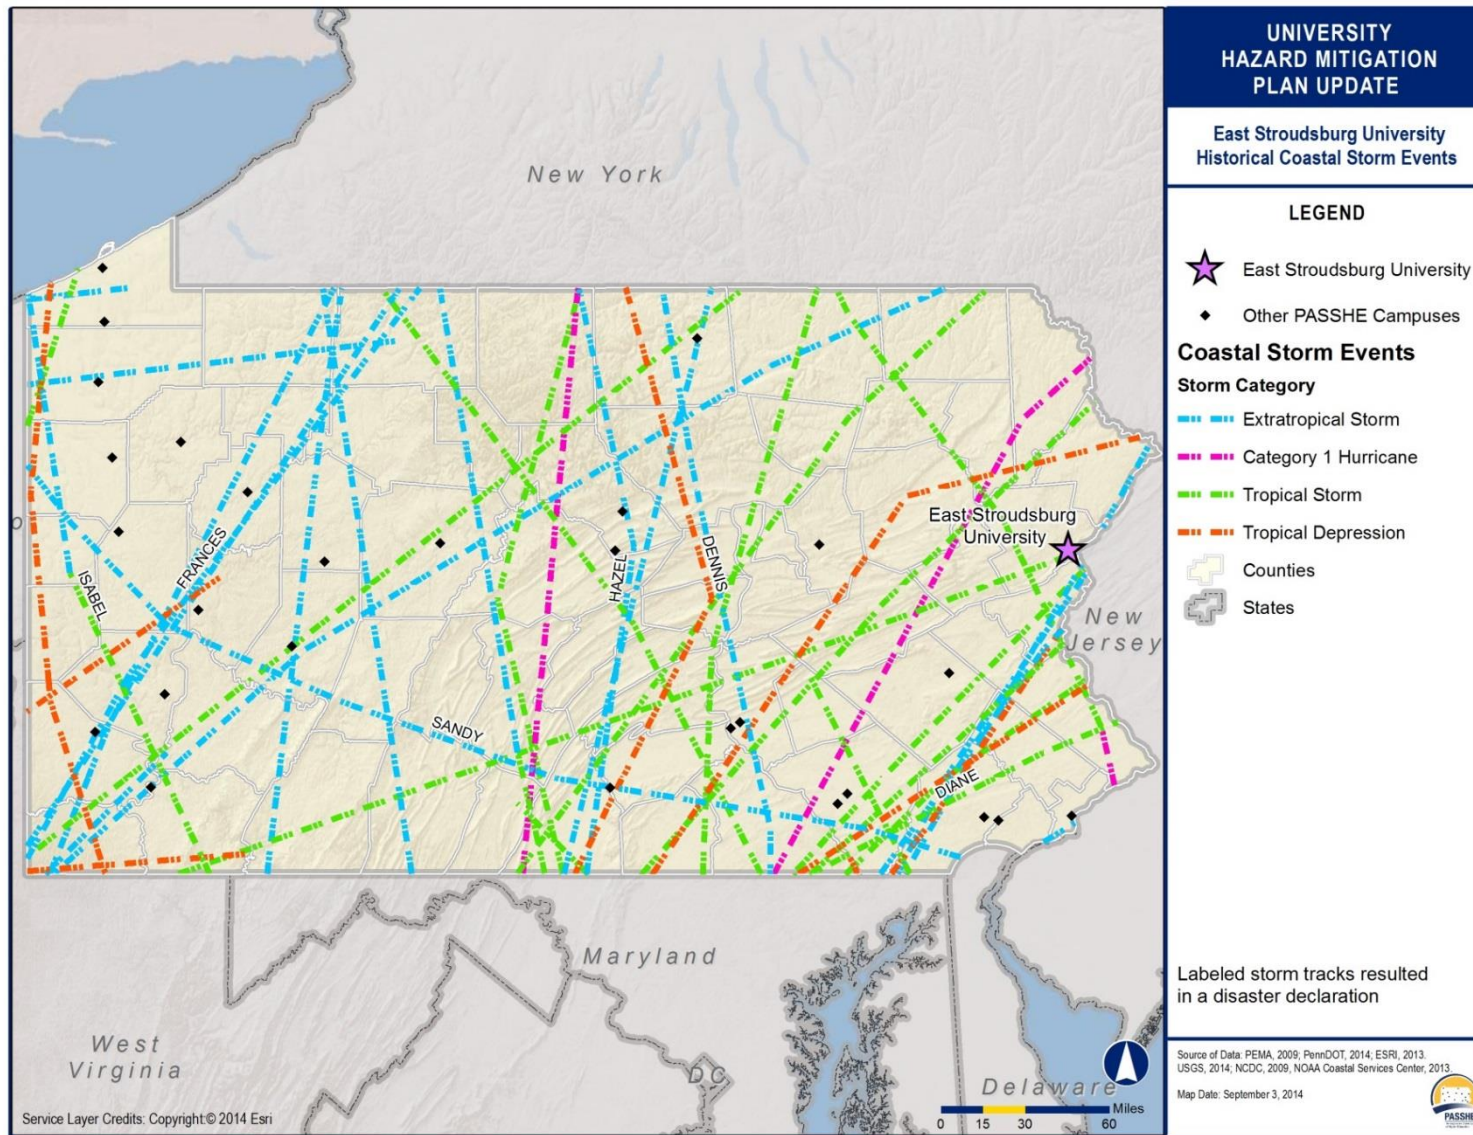 UNIVERSITY
HAZARD MITIGATION
PLAN UPDATE
East Stroudsburg University
Historical Coastal Storm Events
LEGEND
East Stroudsburg University
Other PASSHE Campuses
Coastal Storm Events
Storm Category
Extratropical Storm
Category 1 Hurricane
Tropical Storm
Tropical Depression
Counties
States
Labeled storm tracks resulted
in a disaster declaration
Source of Data: PEMA, 2009; PennDOT, 2014; ESRI, 2013.
USGS, 2014; NCDC, 2009, NOAA Coastal Services Center, 2013.
Map Date: September 3, 2014
PASSHE
New York
East Stroudsburg
University
FRANCES
ISABEL
HAZEL
DENNIS
SANDY
DIANE
New
Jersey
Maryland
West
Virginia
DC
Delaware
Miles
0 15 30 60
Service Layer Credits: Copyright:© 2014 Esri